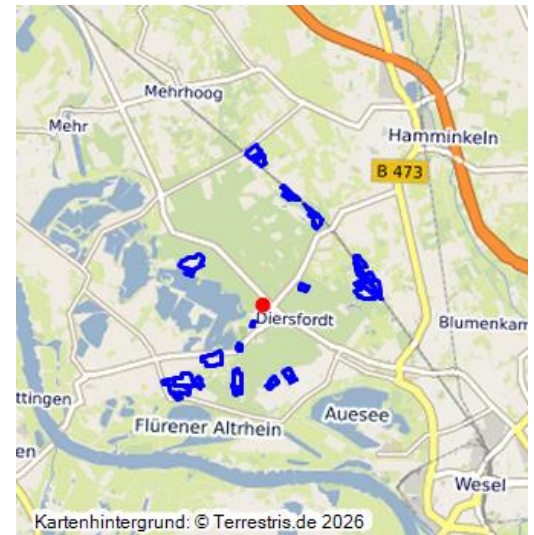 Mehrhoog
Mehr
Hamminkeln
B 473
Diersfordt
Blumenkam
ttingen
Auesee
Flürener Altrhein
en
Wesel
Kartenhintergrund: © Terrestris.de 2026